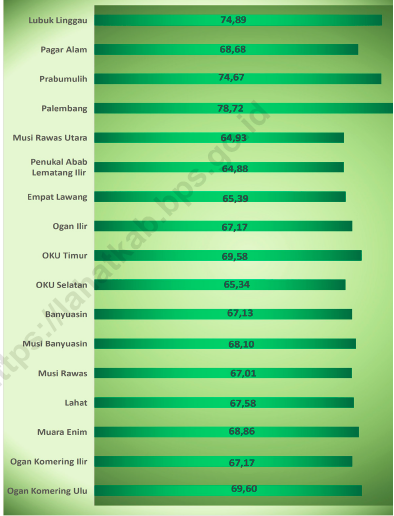 Lubuk Linggau 74,89
Pagar Alam 68,68
Prabumulih 74,67
Palembang 78,72
Musi Rawas Utara 64,93
Penukal Abab
Lematang Ilir 64,88
Empat Lawang 65,39
Ogan Ilir 67,17
OKU Timur 69,58
OKU Selatan 65,34
Banyuasin 67,13
Musi Banyuasin 68,10
Musi Rawas 67,01
Lahat 67,58
Muara Enim 68,86
Ogan Komering Ilir 67,17
Ogan Komering Ulu 69,60
https://lahatkab.bps.go.id